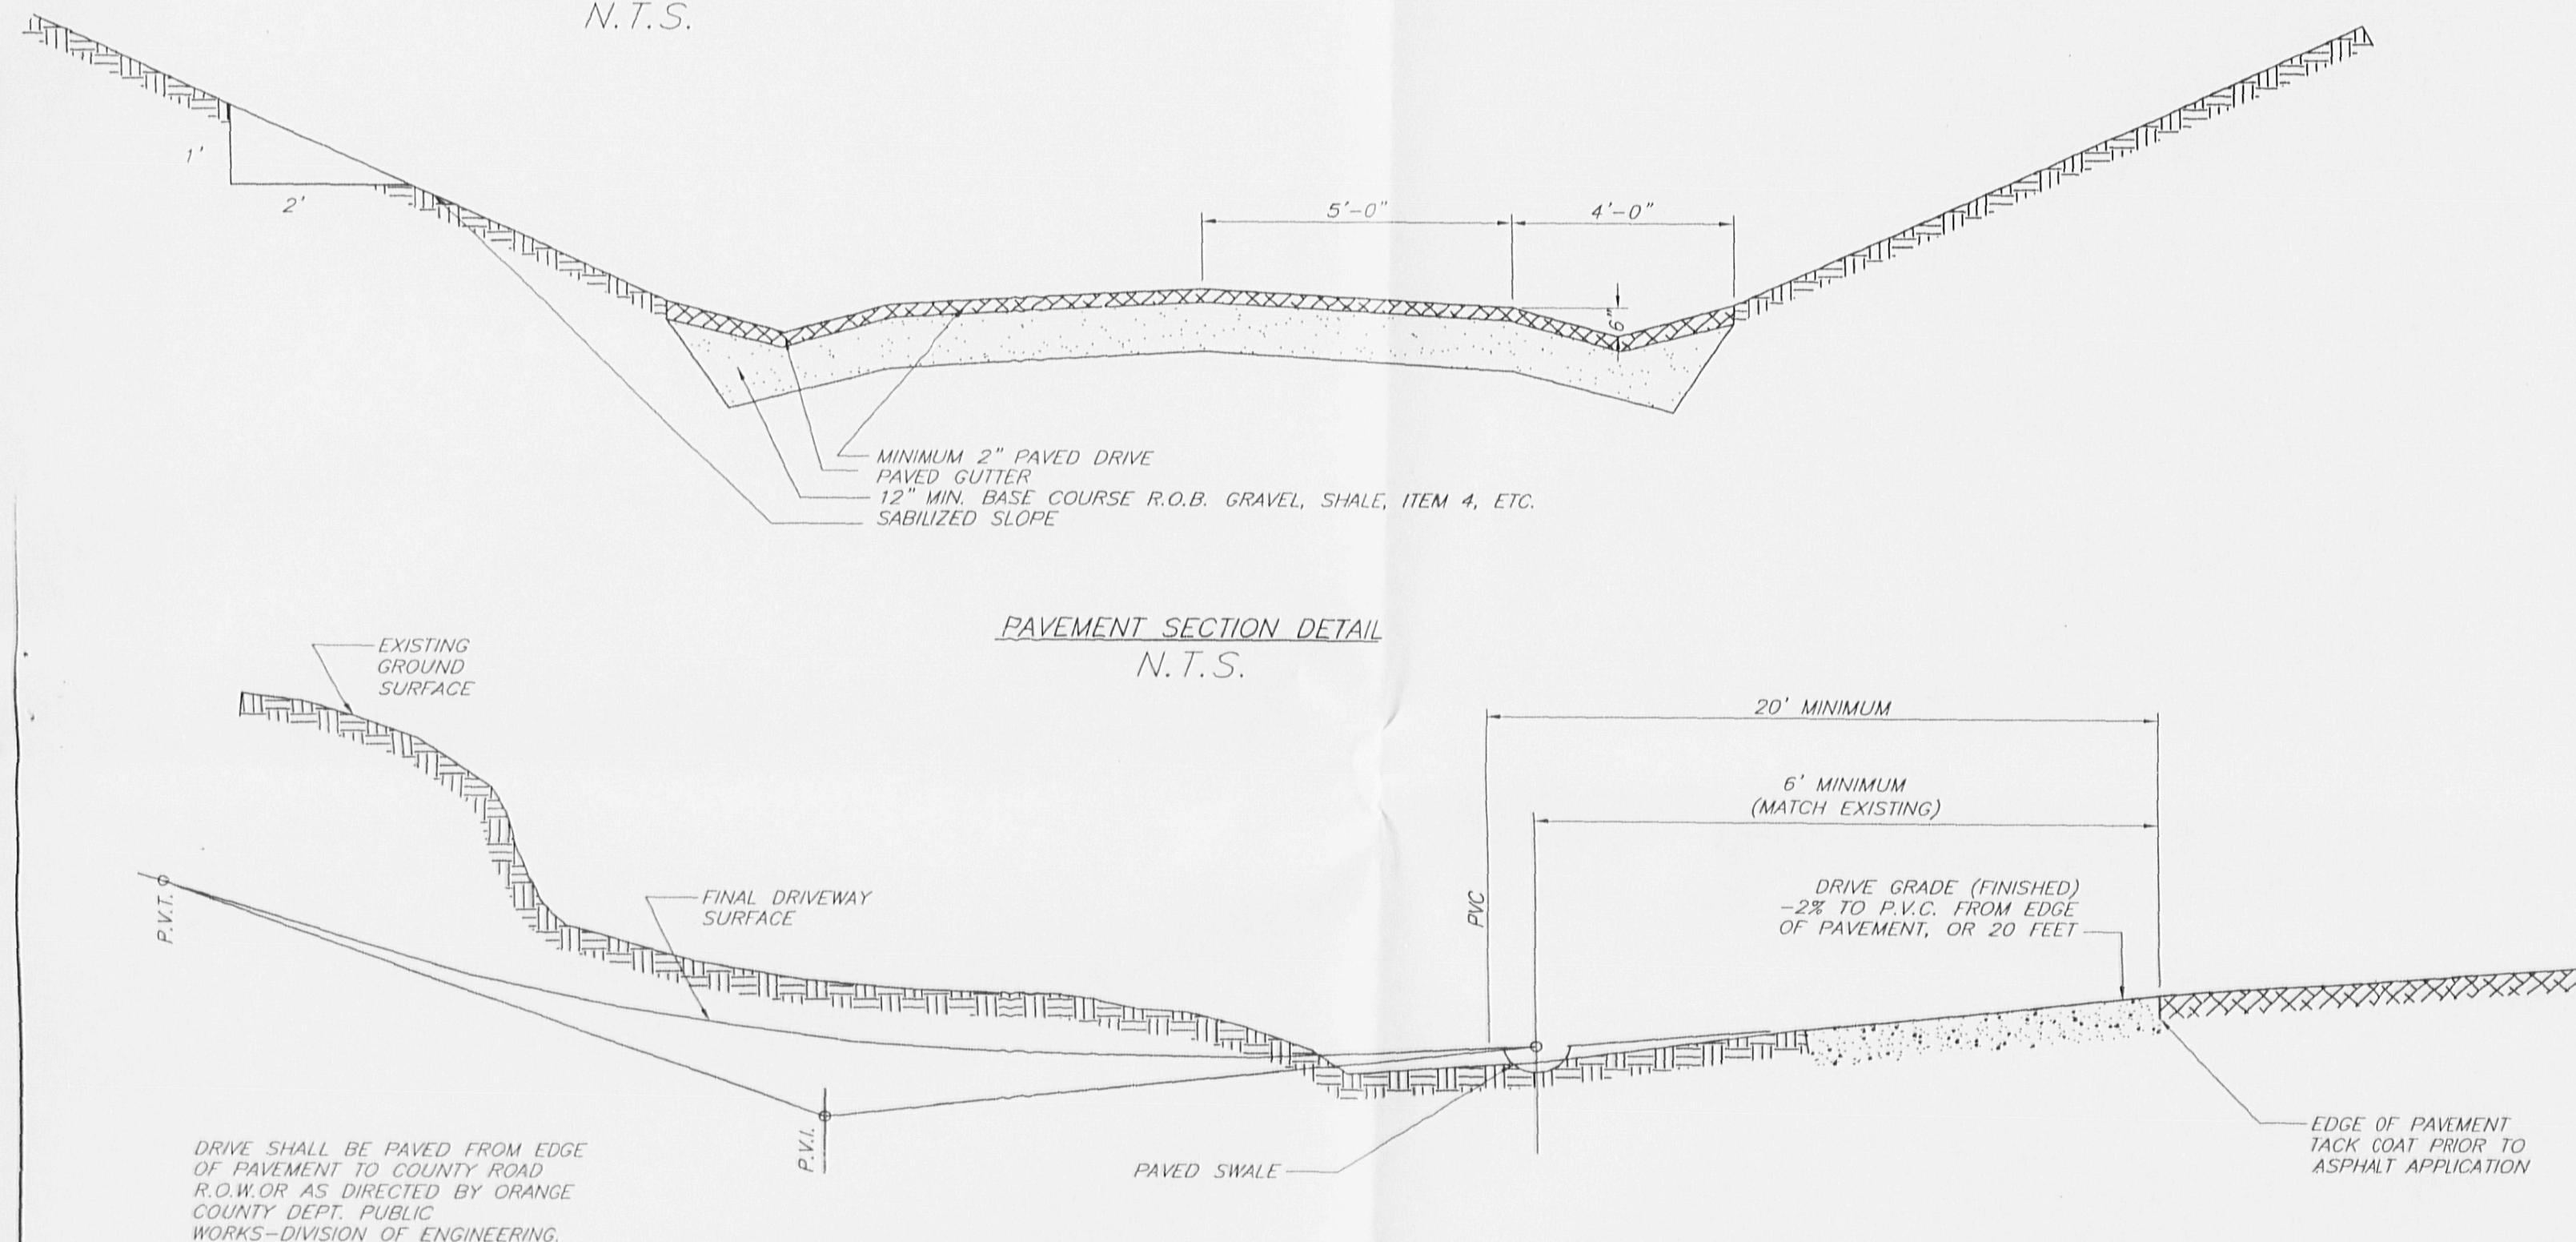 N.T.S.
1'
2'
5'-0"
4'-0"
6"
MINIMUM 2" PAVED DRIVE
PAVED GUTTER
12" MIN. BASE COURSE R.O.B. GRAVEL, SHALE, ITEM 4, ETC.
SABILIZED SLOPE
PAVEMENT SECTION DETAIL
N.T.S.
EXISTING
GROUND
SURFACE
20' MINIMUM
6' MINIMUM
(MATCH EXISTING)
P.V.T.
FINAL DRIVEWAY
SURFACE
PVC
DRIVE GRADE (FINISHED)
-2% TO P.V.C. FROM EDGE
OF PAVEMENT, OR 20 FEET
P.V.I.
PAVED SWALE
EDGE OF PAVEMENT
TACK COAT PRIOR TO
ASPHALT APPLICATION
DRIVE SHALL BE PAVED FROM EDGE
OF PAVEMENT TO COUNTY ROAD
R.O.W.OR AS DIRECTED BY ORANGE
COUNTY DEPT. PUBLIC
WORKS-DIVISION OF ENGINEERING.